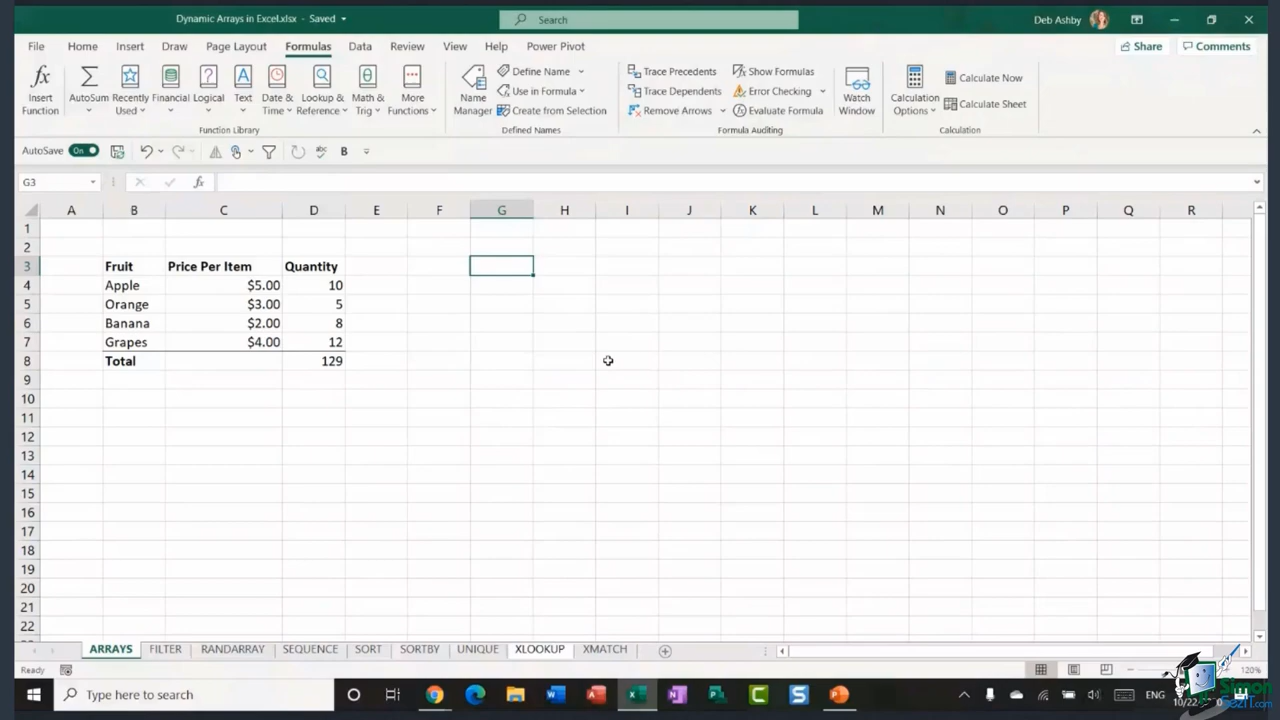 Dynamic Arrays in Excel.xlsx - Saved
Search
Deb Ashby
File Home Insert Draw Page Layout Formulas Data Review View Help Power Pivot
Share Comments
Insert Function
AutoSum
Recently Used
Financial
Logical
Text
Date & Time
Lookup & Reference
Math & Trig
More Functions
Function Library
Name Manager
Define Name
Use in Formula
Create from Selection
Defined Names
Trace Precedents
Trace Dependents
Remove Arrows
Show Formulas
Error Checking
Evaluate Formula
Formula Auditing
Watch Window
Calculation Options
Calculate Now
Calculate Sheet
Calculation
AutoSave On abc B
G3 fx
A B C D E F G H I J K L M N O P Q R
1
2
3 Fruit Price Per Item Quantity
4 Apple $5.00 10
5 Orange $3.00 5
6 Banana $2.00 8
7 Grapes $4.00 12
8 Total 129
9
10
11
12
13
14
15
16
17
18
19
20
21
22
ARRAYS FILTER RANDARRAY SEQUENCE SORT SORTBY UNIQUE XLOOKUP XMATCH
Ready 120%
Type here to search
ENG
Simon
SezIT.com